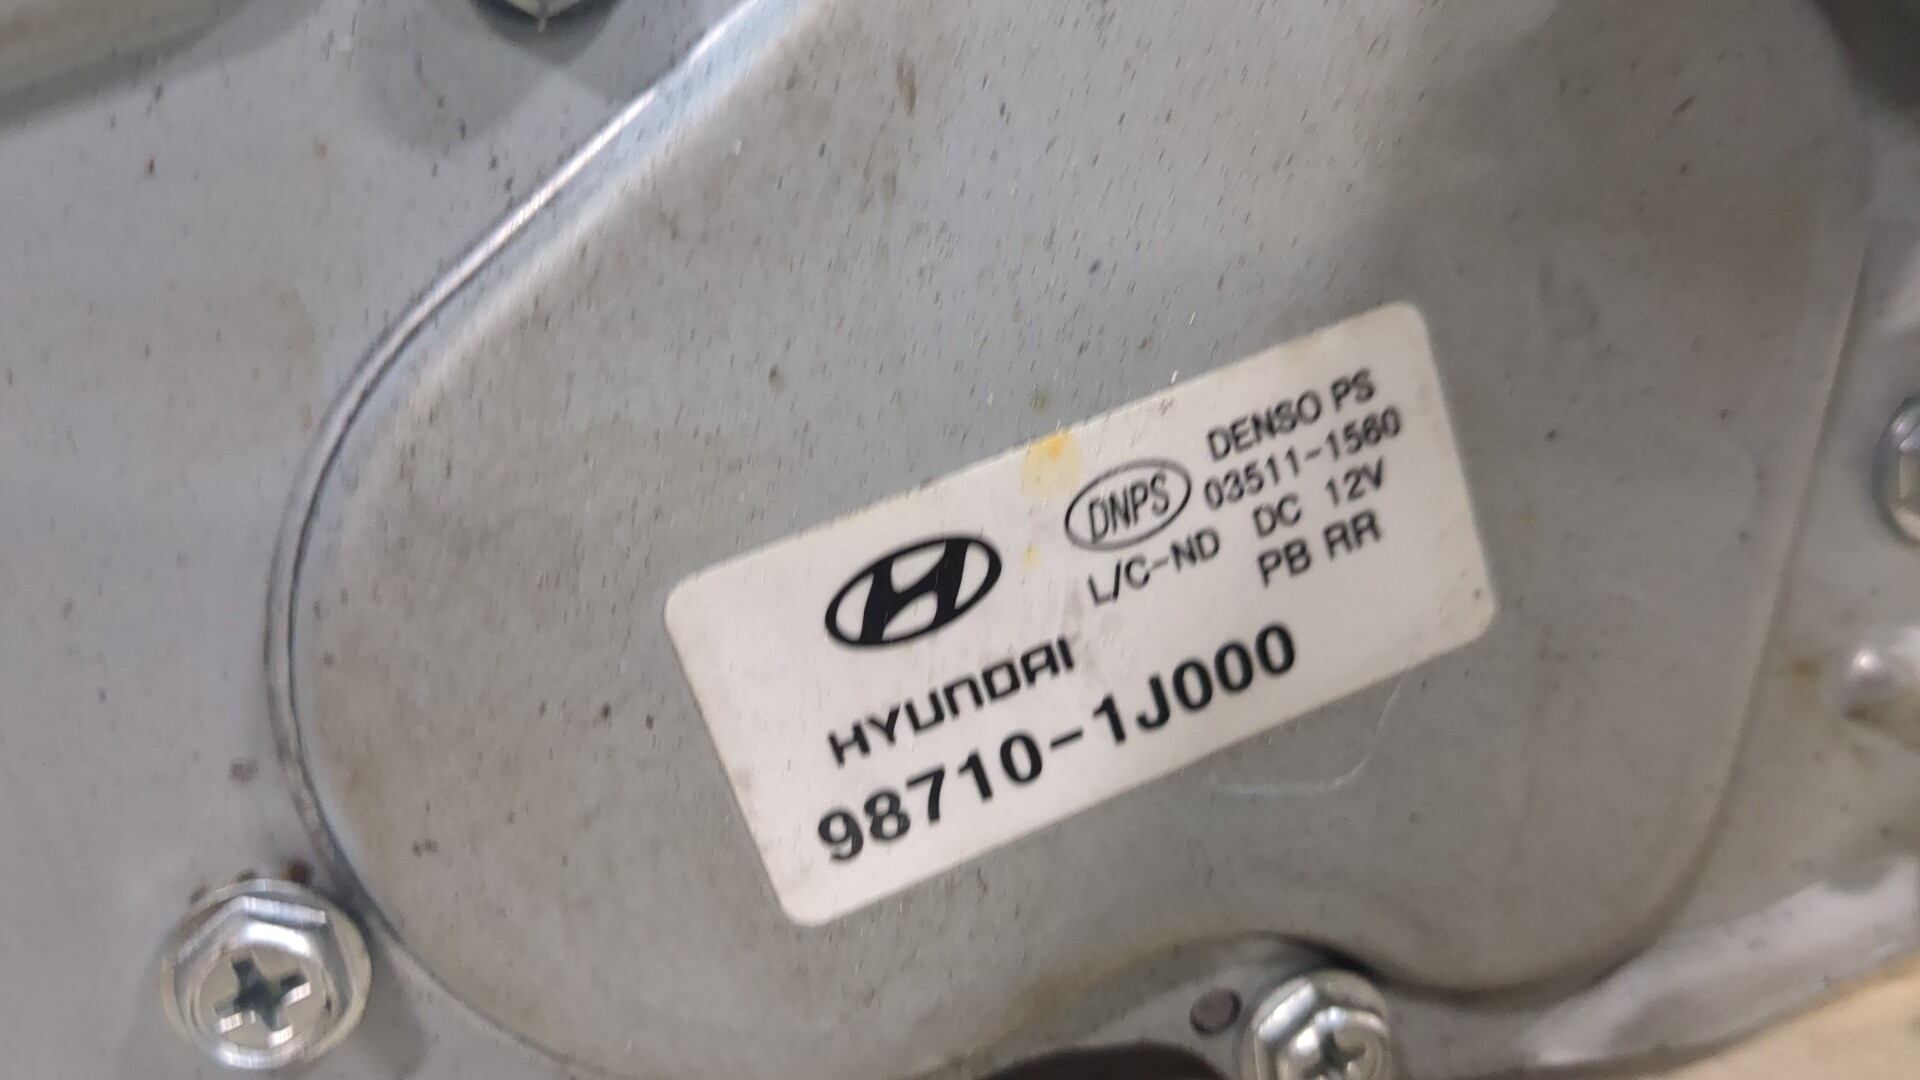 DENSO PS
DNPS 03511-1560
L/C-ND DC 12V
PB RR
HYUNDAI
98710-1J000